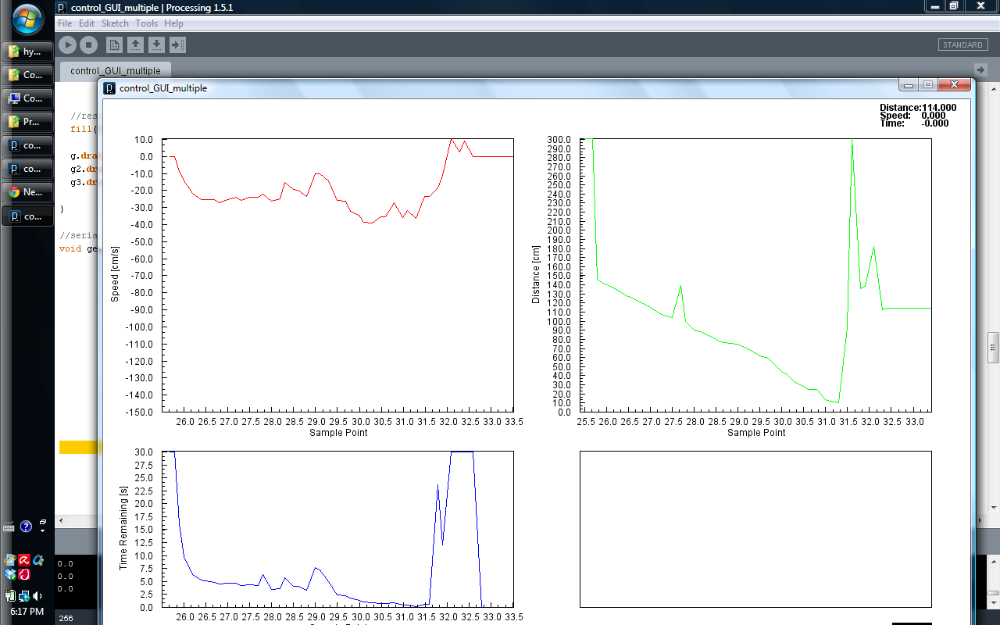 control_GUI_multiple | Processing 1.5.1
File Edit Sketch Tools Help
STANDARD
control_GUI_multiple
hy...
Co...
Co...
Pr...
co...
co...
Ne...
co...
6:17 PM
//res
fill(
g.dra
g2.dr
g3.dr
}
//seria
void ge
0.0
0.0
0.0
256
control_GUI_multiple
Distance:114.000
Speed: 0.000
Time: -0.000
10.0
0.0
-10.0
-20.0
-30.0
-40.0
-50.0
-60.0
-70.0
-80.0
-90.0
-100.0
-110.0
-120.0
-130.0
-140.0
-150.0
Speed [cm/s]
26.0 26.5 27.0 27.5 28.0 28.5 29.0 29.5 30.0 30.5 31.0 31.5 32.0 32.5 33.0 33.5
Sample Point
300.0
290.0
280.0
270.0
260.0
250.0
240.0
230.0
220.0
210.0
200.0
190.0
180.0
170.0
160.0
150.0
140.0
130.0
120.0
110.0
100.0
90.0
80.0
70.0
60.0
50.0
40.0
30.0
20.0
10.0
0.0
Distance [cm]
25.5 26.0 26.5 27.0 27.5 28.0 28.5 29.0 29.5 30.0 30.5 31.0 31.5 32.0 32.5 33.0
Sample Point
30.0
27.5
25.0
22.5
20.0
17.5
15.0
12.5
10.0
7.5
5.0
2.5
0.0
Time Remaining [s]
26.0 26.5 27.0 27.5 28.0 28.5 29.0 29.5 30.0 30.5 31.0 31.5 32.0 32.5 33.0 33.5
Sample Point